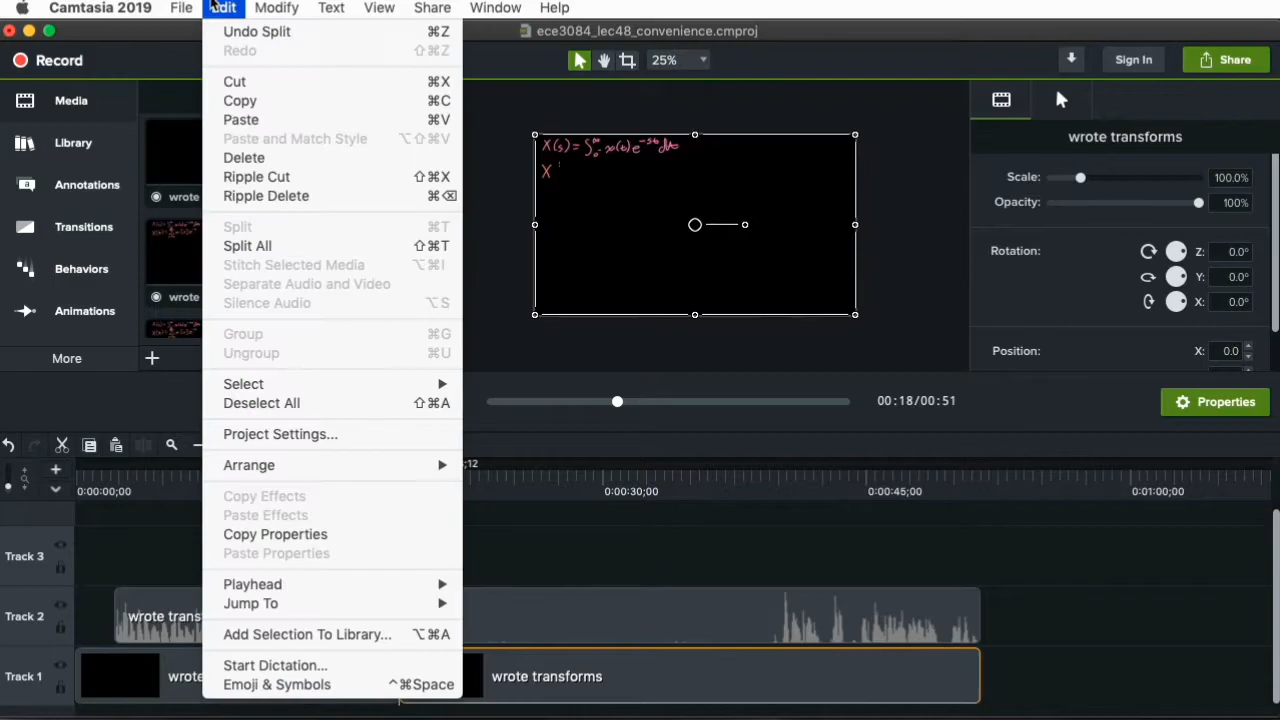 Camtasia 2019 File Edit Modify Text View Share Window Help
ece3084_lec48_convenience.cmproj
Record
25%
Sign In
Share
Media
Library
Annotations
Transitions
Behaviors
Animations
More
wrote
wrote
Undo Split ⌘Z
Redo ⇧⌘Z
Cut ⌘X
Copy ⌘C
Paste ⌘V
Paste and Match Style ⌥⇧⌘V
Delete
Ripple Cut ⇧⌘X
Ripple Delete ⌘⌫
Split ⌘T
Split All ⇧⌘T
Stitch Selected Media ⌥⌘I
Separate Audio and Video
Silence Audio ⌥S
Group ⌘G
Ungroup ⌘U
Select
Deselect All ⇧⌘A
Project Settings...
Arrange
Copy Effects
Paste Effects
Copy Properties
Paste Properties
Playhead
Jump To
Add Selection To Library... ⌥⌘A
Start Dictation...
Emoji & Symbols ^⌘Space
X(s) = ∫₀₋^∞ x(t) e^{-st} dt
X
wrote transforms
Scale: 100.0%
Opacity: 100%
Rotation: Z: 0.0°
Y: 0.0°
X: 0.0°
Position: X: 0.0
00:18/00:51
Properties
;12
0:00:00;00 0:00:30;00 0:00:45;00 0:01:00;00
Track 3
Track 2
wrote transf
Track 1
wrote
wrote transforms